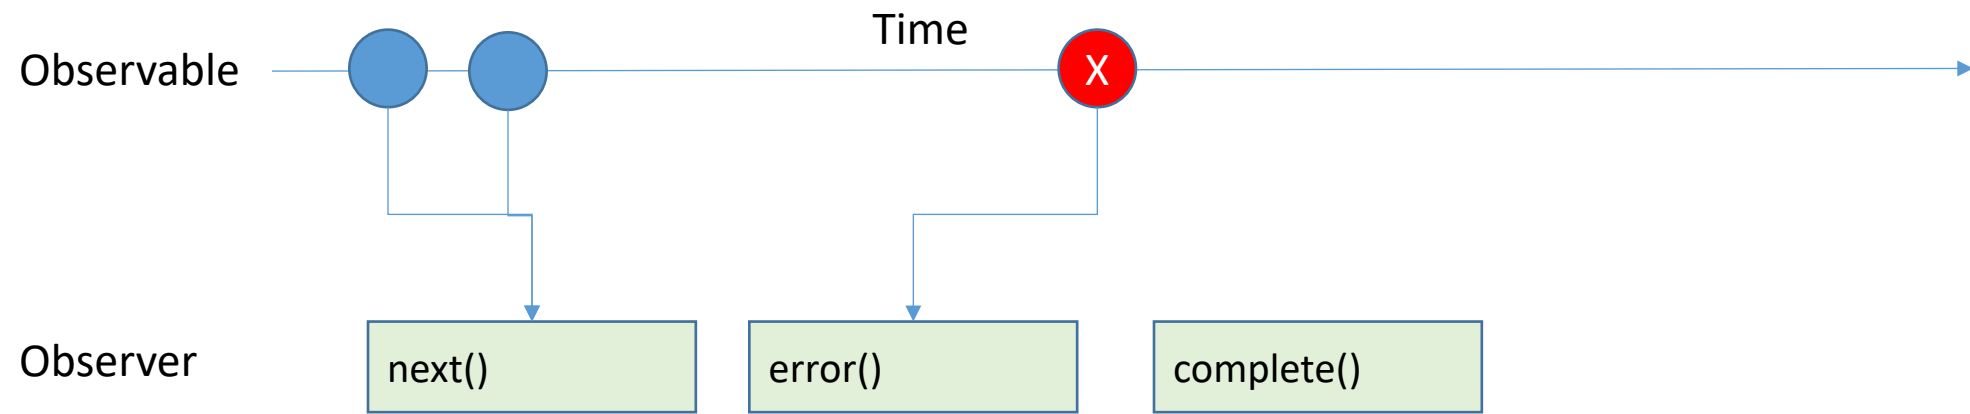 Time
Observable
X
Observer
next()
error()
complete()